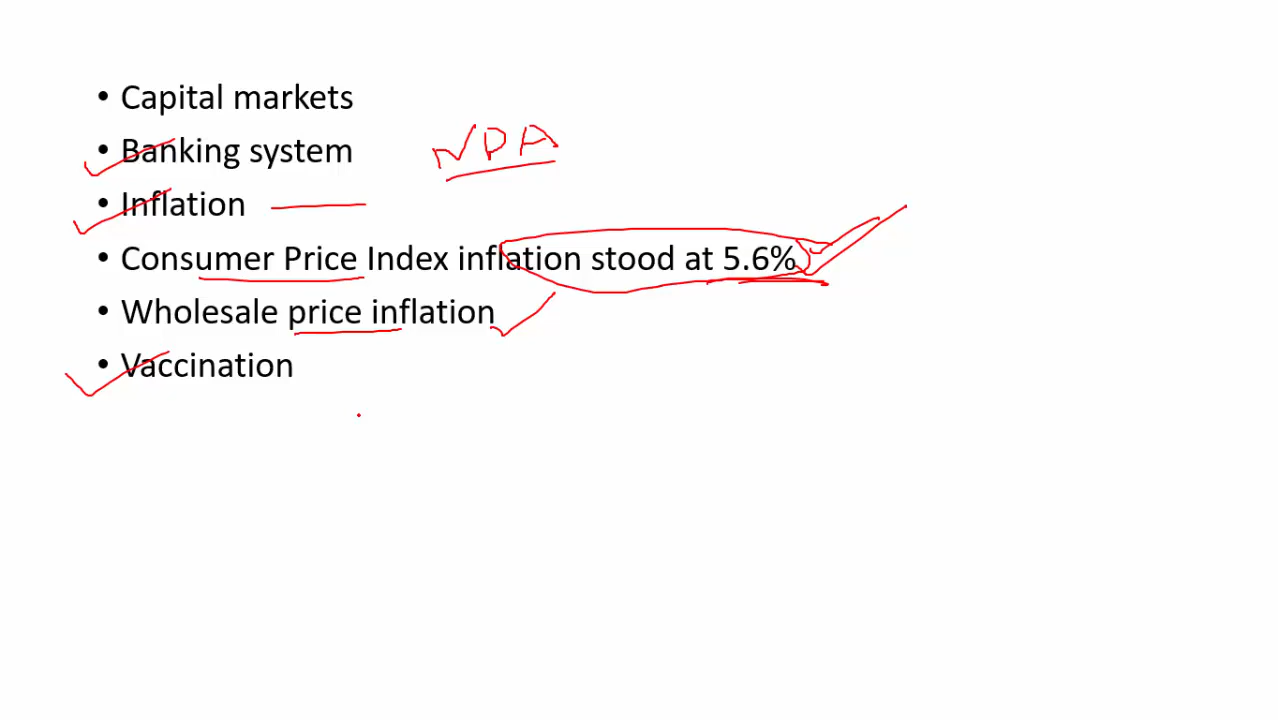 • Capital markets
• Banking system NPA
• Inflation
• Consumer Price Index inflation stood at 5.6%
• Wholesale price inflation
• Vaccination